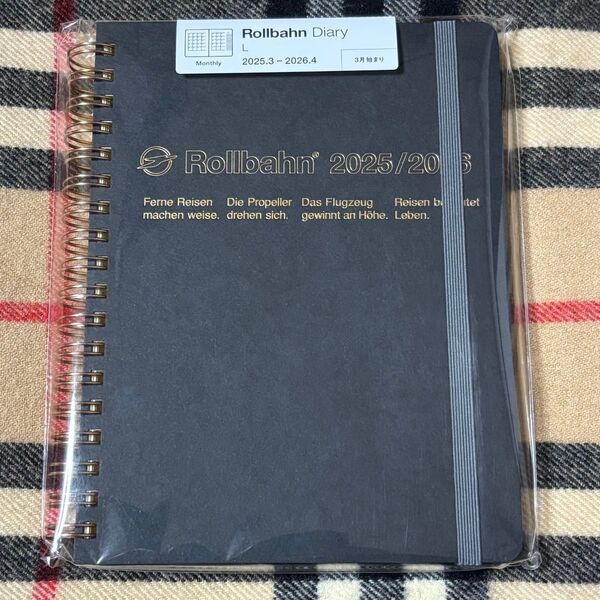 Rollbahn Diary
L
Monthly
2025.3 – 2026.4
3月始まり
Rollbahn® 2025/2026
Ferne Reisen machen weise.
Die Propeller drehen sich.
Das Flugzeug gewinnt an Höhe.
Reisen bedeutet Leben.